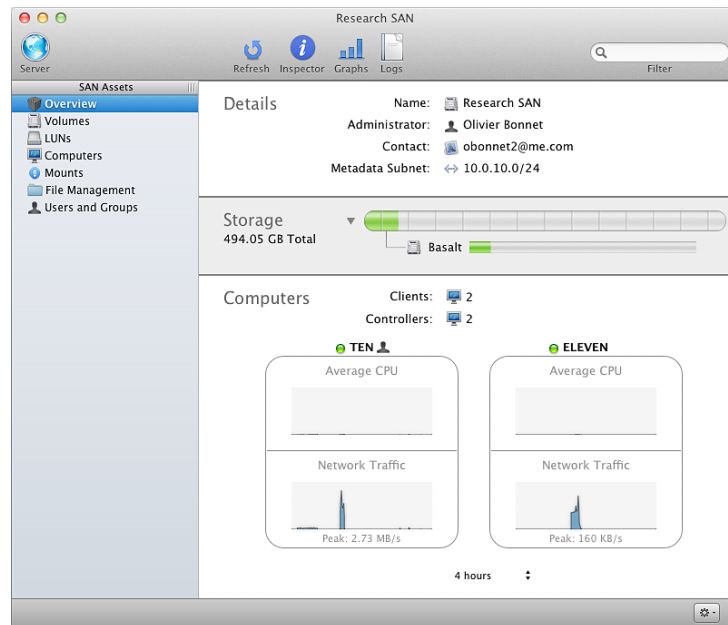 Research SAN
Server
Refresh Inspector Graphs Logs
Filter
SAN Assets
Overview
Volumes
LUNs
Computers
Mounts
File Management
Users and Groups
Details
Name: Research SAN
Administrator: Olivier Bonnet
Contact: obonnet2@me.com
Metadata Subnet: 10.0.10.0/24
Storage
494.05 GB Total
Basalt
Computers
Clients: 2
Controllers: 2
TEN
Average CPU
Network Traffic
Peak: 2.73 MB/s
ELEVEN
Average CPU
Network Traffic
Peak: 160 KB/s
4 hours